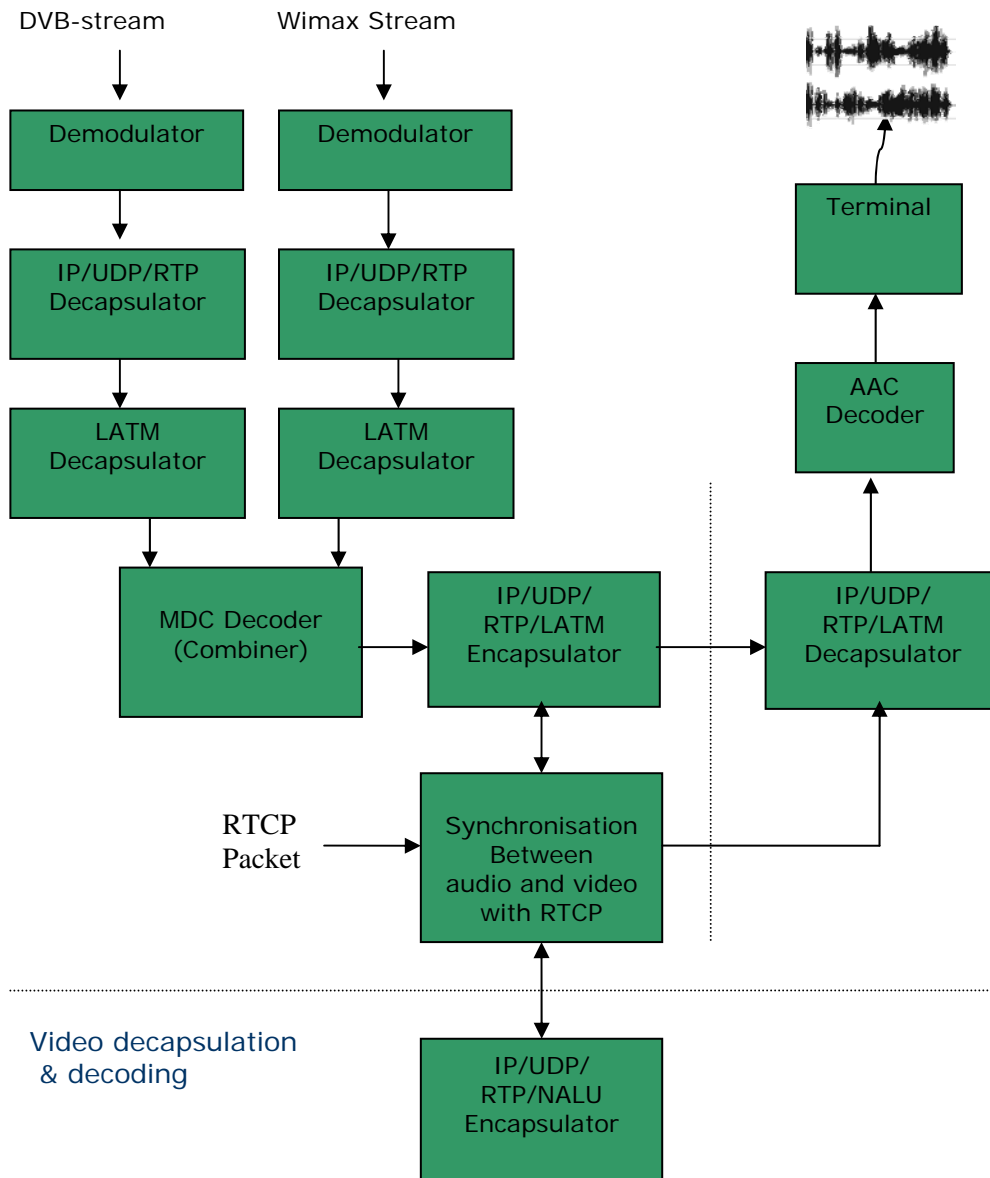 DVB-stream
Wimax Stream
Demodulator
Demodulator
Terminal
IP/UDP/RTP
Decapsulator
IP/UDP/RTP
Decapsulator
AAC
Decoder
LATM
Decapsulator
LATM
Decapsulator
MDC Decoder
(Combiner)
IP/UDP/
RTP/LATM
Encapsulator
IP/UDP/
RTP/LATM
Decapsulator
RTCP
Packet
Synchronisation
Between
audio and video
with RTCP
Video decapsulation
& decoding
IP/UDP/
RTP/NALU
Encapsulator